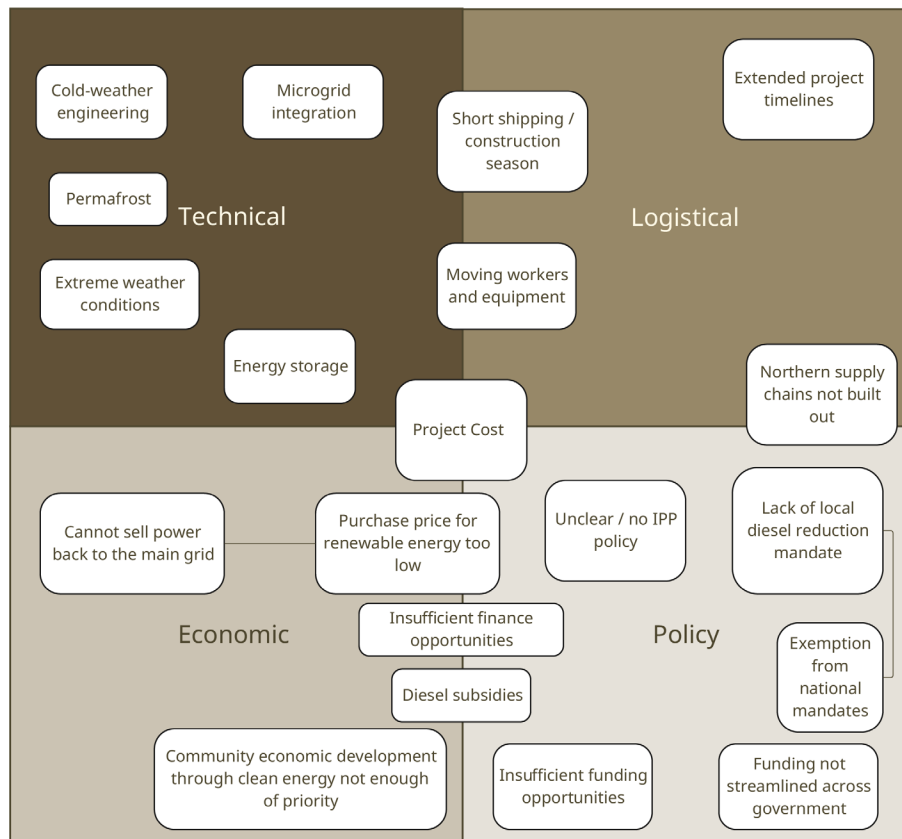 Cold-weather
engineering
Microgrid
integration
Permafrost
Technical
Extreme weather
conditions
Energy storage
Short shipping /
construction
season
Moving workers
and equipment
Extended project
timelines
Logistical
Northern supply
chains not built
out
Project Cost
Cannot sell power
back to the main grid
Purchase price for
renewable energy too
low
Economic
Insufficient finance
opportunities
Diesel subsidies
Community economic development
through clean energy not enough
of priority
Unclear / no IPP
policy
Lack of local
diesel reduction
mandate
Policy
Exemption
from
national
mandates
Insufficient funding
opportunities
Funding not
streamlined across
government